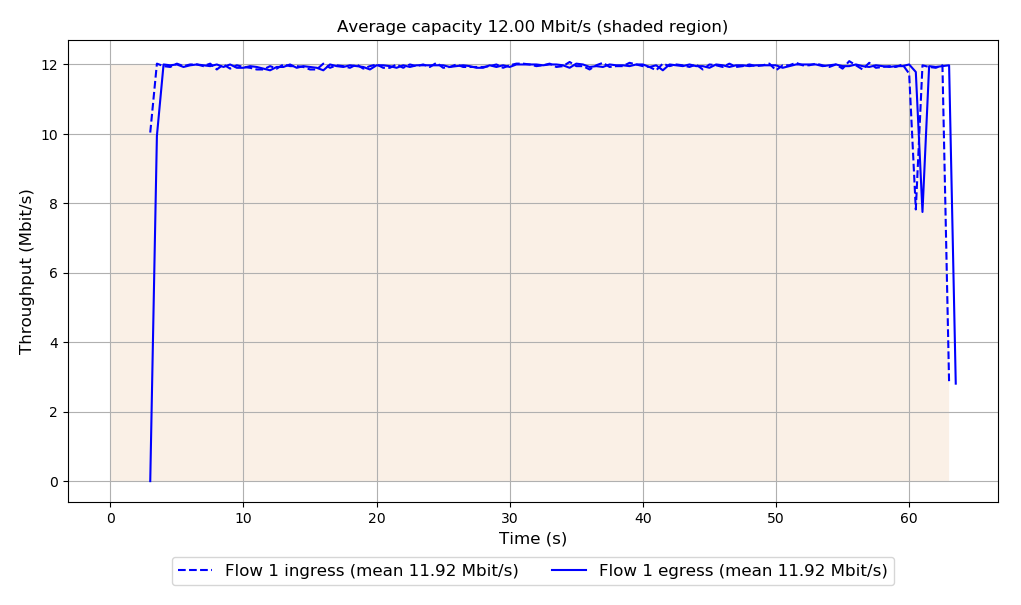 Average capacity 12.00 Mbit/s (shaded region)
Throughput (Mbit/s)
12
10
8
6
4
2
0
0 10 20 30 40 50 60
Time (s)
Flow 1 ingress (mean 11.92 Mbit/s) Flow 1 egress (mean 11.92 Mbit/s)